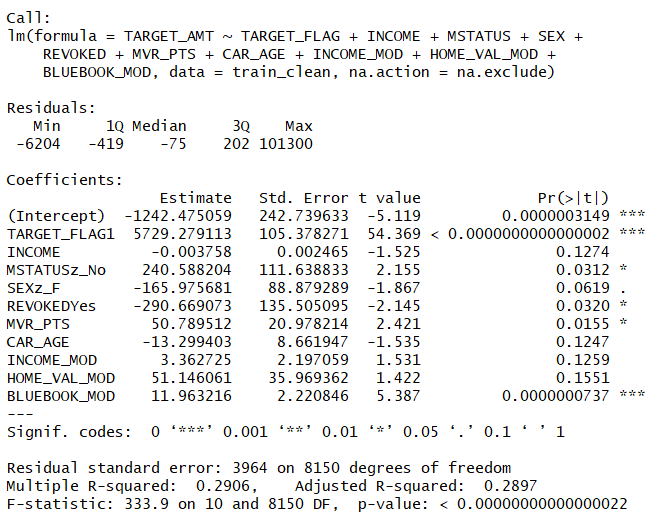 Call:
lm(formula = TARGET_AMT ~ TARGET_FLAG + INCOME + MSTATUS + SEX +
    REVOKED + MVR_PTS + CAR_AGE + INCOME_MOD + HOME_VAL_MOD +
    BLUEBOOK_MOD, data = train_clean, na.action = na.exclude)

Residuals:
   Min     1Q Median     3Q    Max
 -6204   -419    -75    202 101300

Coefficients:
                Estimate   Std. Error t value             Pr(>|t|)
(Intercept)  -1242.475059   242.739633  -5.119         0.0000003149 ***
TARGET_FLAG1  5729.279113   105.378271  54.369 < 0.0000000000000002 ***
INCOME          -0.003758     0.002465  -1.525               0.1274
MSTATUSz_No    240.588204   111.638833   2.155               0.0312 *
SEXz_F        -165.975681    88.879289  -1.867               0.0619 .
REVOKEDYes    -290.669073   135.505095  -2.145               0.0320 *
MVR_PTS         50.789512    20.978214   2.421               0.0155 *
CAR_AGE        -13.299403     8.661947  -1.535               0.1247
INCOME_MOD       3.362725     2.197059   1.531               0.1259
HOME_VAL_MOD    51.146061    35.969362   1.422               0.1551
BLUEBOOK_MOD    11.963216     2.220846   5.387         0.0000000737 ***
---
Signif. codes:  0 ‘***’ 0.001 ‘**’ 0.01 ‘*’ 0.05 ‘.’ 0.1 ‘ ’ 1

Residual standard error: 3964 on 8150 degrees of freedom
Multiple R-squared:  0.2906,    Adjusted R-squared:  0.2897
F-statistic: 333.9 on 10 and 8150 DF,  p-value: < 0.00000000000000022